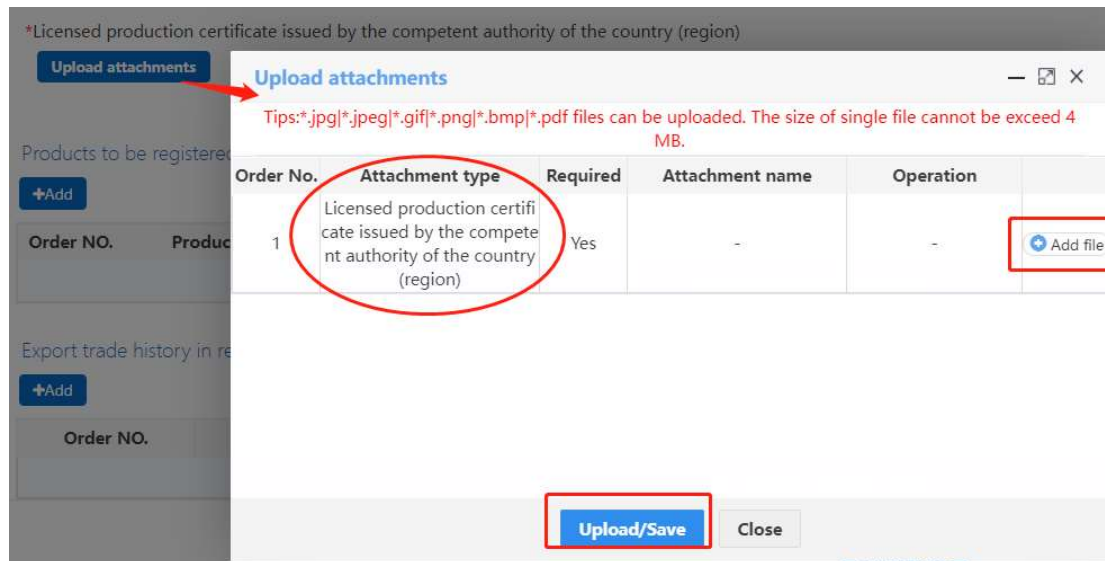 *Licensed production certificate issued by the competent authority of the country (region)
Upload attachments
Upload attachments
Tips:*.jpg|*.jpeg|*.gif|*.png|*.bmp|*.pdf files can be uploaded. The size of single file cannot be exceed 4
MB.
Products to be registered
+Add
Order No. Attachment type Required Attachment name Operation
Licensed production certifi
cate issued by the compete
nt authority of the country
(region)
1 Yes - - Add file
Order NO. Produc
Export trade history in re
+Add
Order NO.
Upload/Save Close